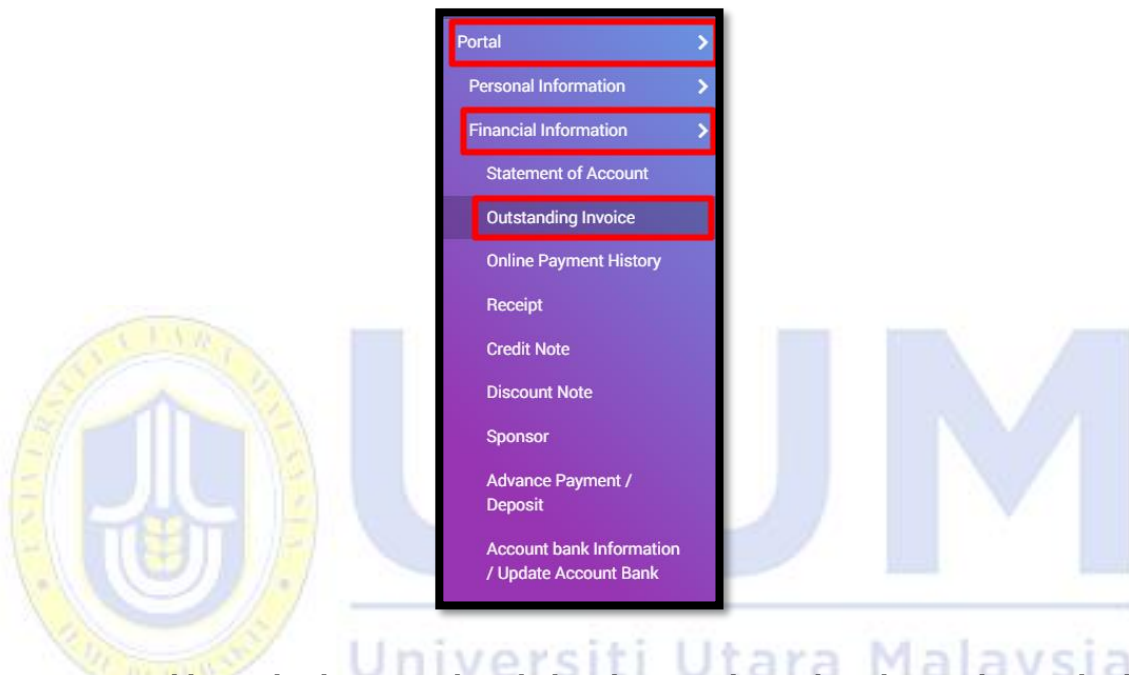 Portal
Personal Information
Financial Information
Statement of Account
Outstanding Invoice
Online Payment History
Receipt
Credit Note
Discount Note
Sponsor
Advance Payment /
Deposit
Account bank Information
/ Update Account Bank
UUM
Universiti Utara Malaysia